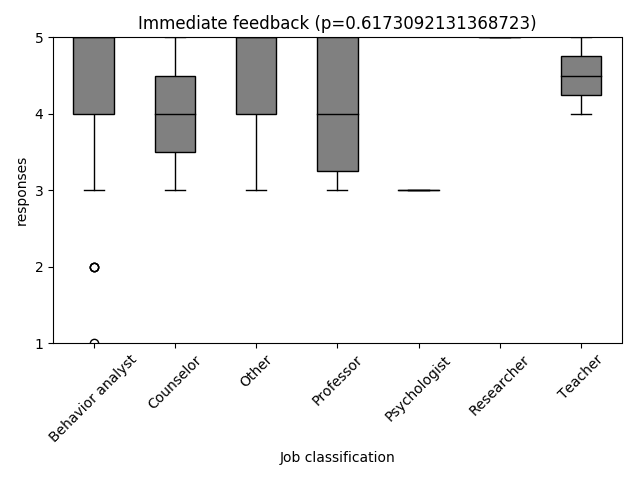 Immediate feedback (p=0.6173092131368723)
5
4
3
2
1
responses
Behavior analyst
Counselor
Other
Professor
Psychologist
Researcher
Teacher
Job classification